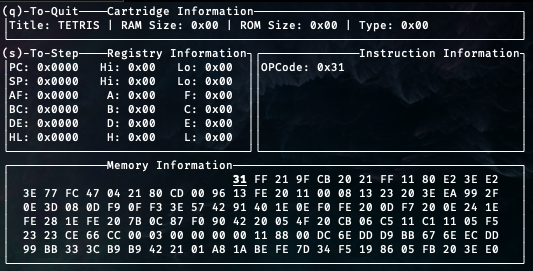 (q)-To-Quit Cartridge Information
Title: TETRIS | RAM Size: 0x00 | ROM Size: 0x00 | Type: 0x00
(s)-To-Step Registry Information Instruction Information
PC: 0x0000 Hi: 0x00 Lo: 0x00 OPCode: 0x31
SP: 0x0000 Hi: 0x00 Lo: 0x00
AF: 0x0000 A: 0x00 F: 0x00
BC: 0x0000 B: 0x00 C: 0x00
DE: 0x0000 D: 0x00 E: 0x00
HL: 0x0000 H: 0x00 L: 0x00
Memory Information
31 FF 21 9F CB 20 21 FF 11 80 E2 3E E2
3E 77 FC 47 04 21 80 CD 00 96 13 FE 20 11 00 08 13 23 20 3E EA 99 2F
0E 3D 08 0D F9 0F F3 3E 57 42 91 40 1E 0E F0 FE 20 0D F7 20 0E 24 1E
FE 28 1E FE 20 7B 0C 87 F0 90 42 20 05 4F 20 CB 06 C5 11 C1 11 05 F5
23 23 CE 66 CC 00 03 00 00 00 00 11 88 00 DC 6E DD D9 BB 67 6E EC DD
99 BB 33 3C B9 B9 42 21 01 A8 1A BE FE 7D 34 F5 19 86 05 FB 20 3E E0